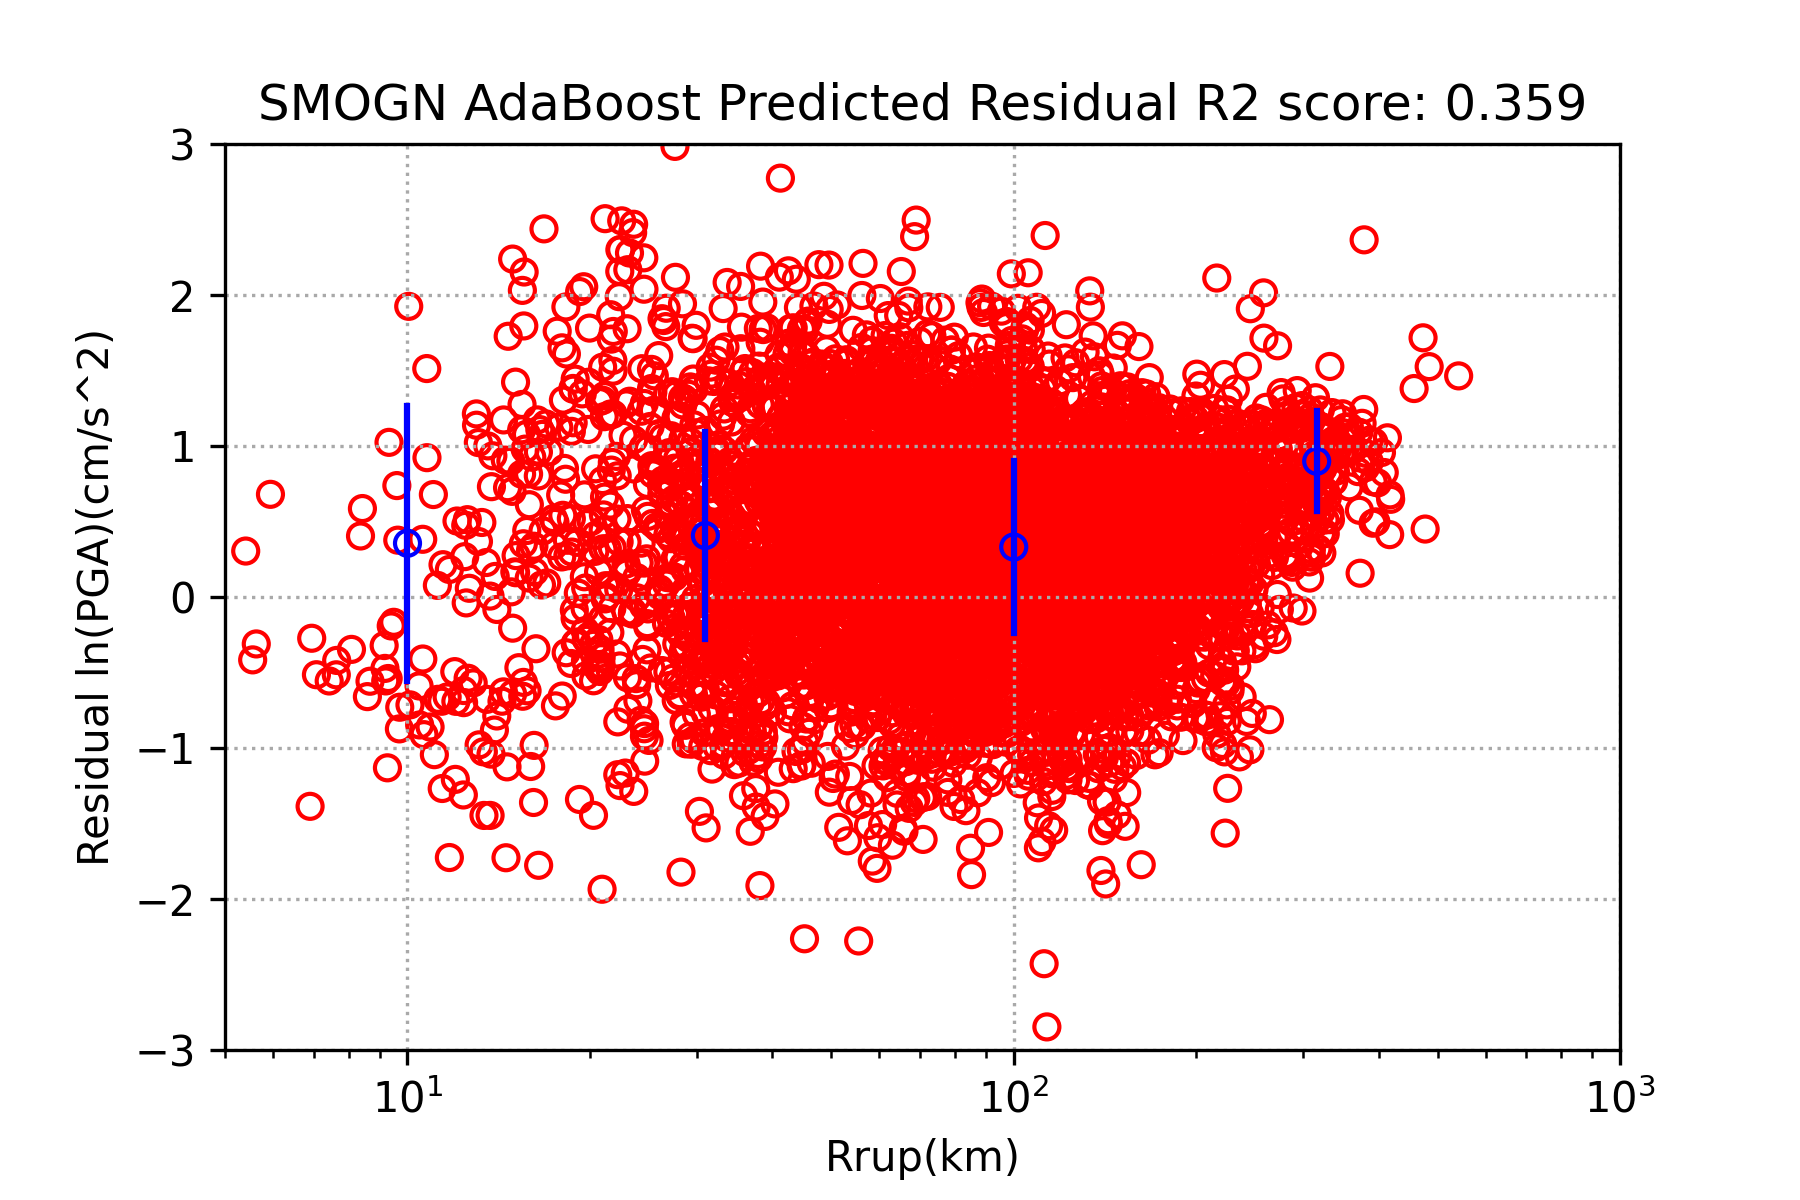 SMOGN AdaBoost Predicted Residual R2 score: 0.359
3
2
1
0
−1
−2
−3
Residual ln(PGA)(cm/s^2)
10¹ 10² 10³
Rrup(km)